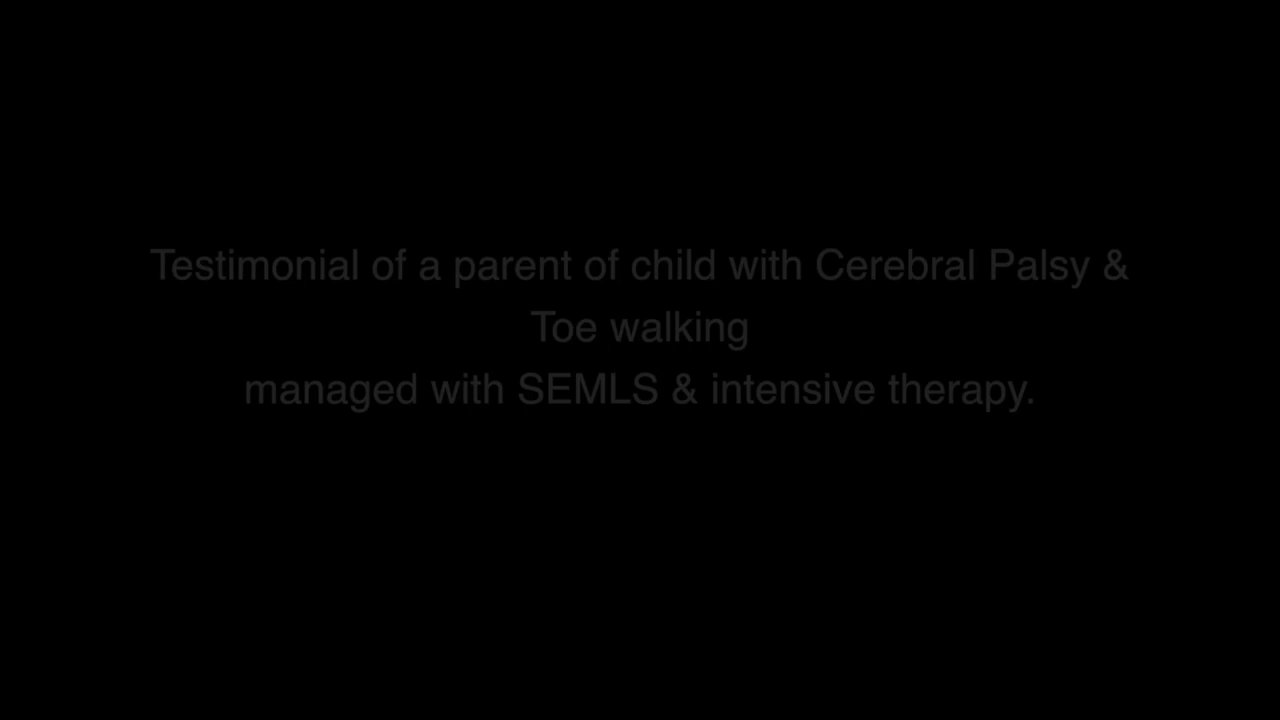 Testimonial of a parent of child with Cerebral Palsy &
Toe walking
managed with SEMLS & intensive therapy.